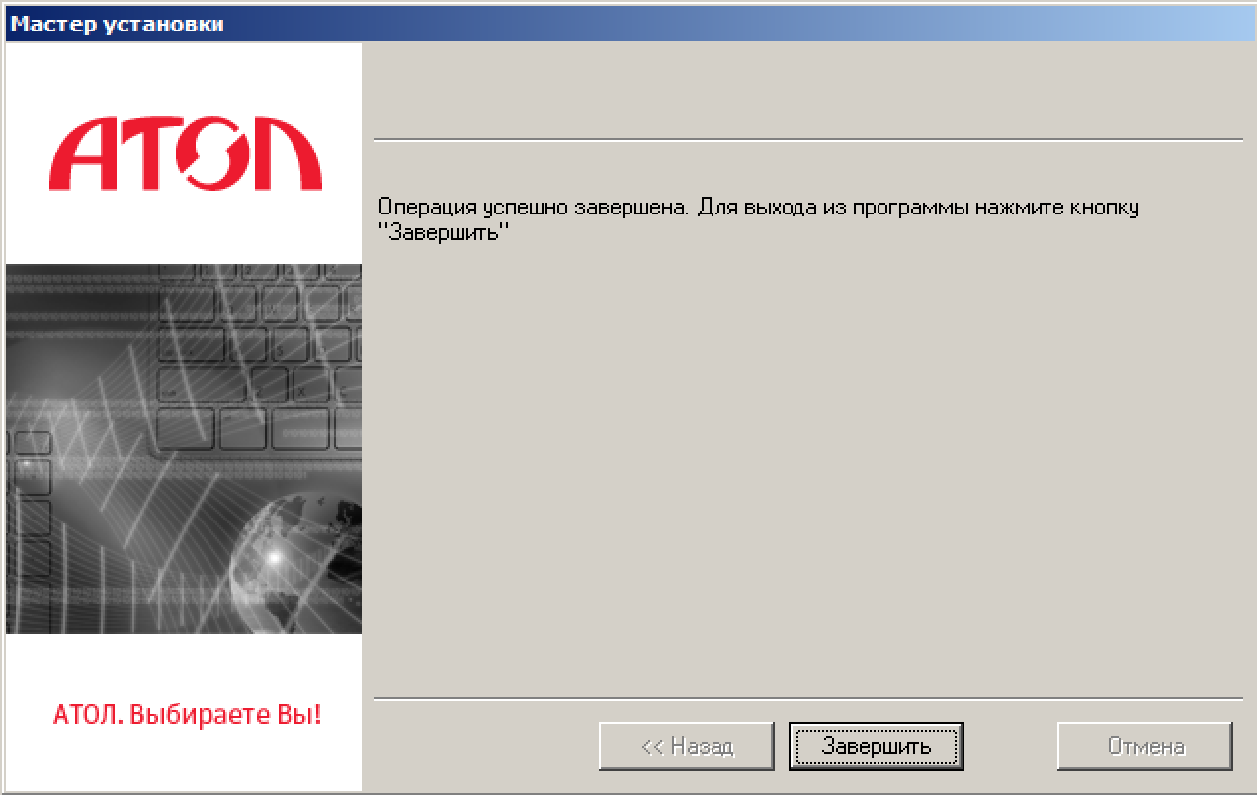 Мастер установки
АТОЛ
Операция успешно завершена. Для выхода из программы нажмите кнопку
"Завершить"
АТОЛ. Выбираете Вы!
<< Назад
Завершить
Отмена